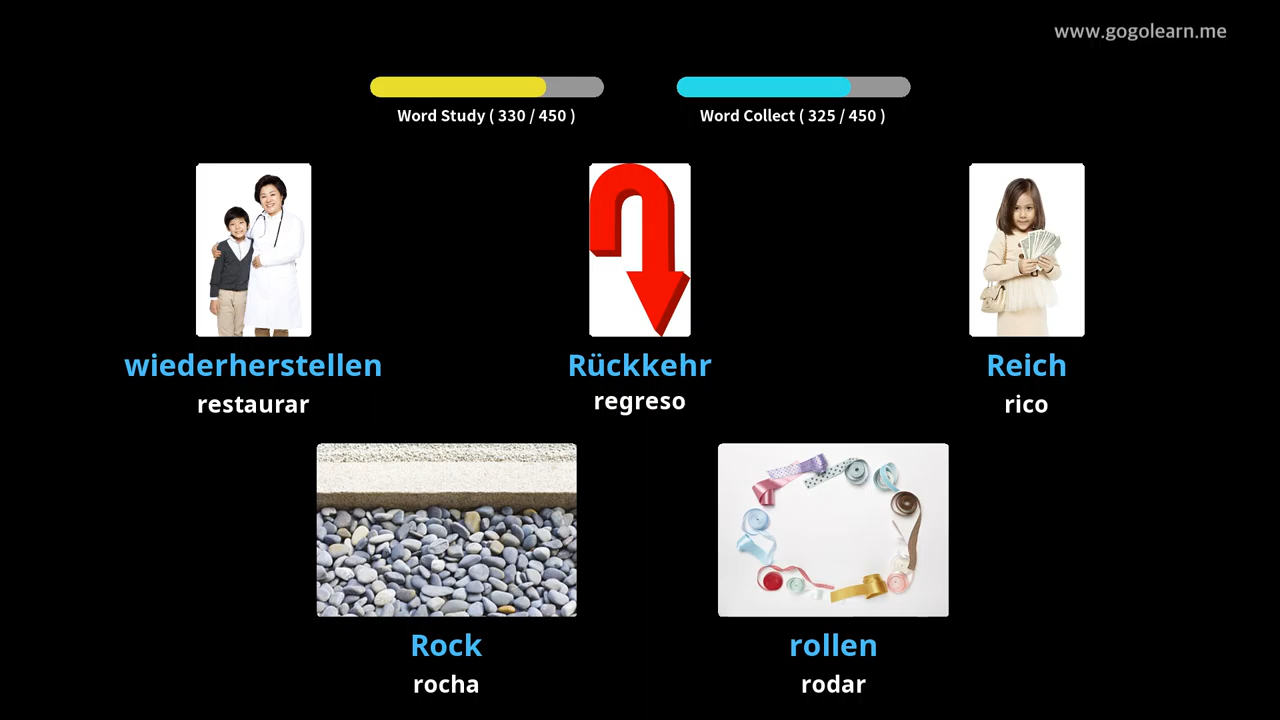 www.gogolearn.me
Word Study ( 330 / 450 )
Word Collect ( 325 / 450 )
wiederherstellen
restaurar
Rückkehr
regreso
Reich
rico
Rock
rocha
rollen
rodar